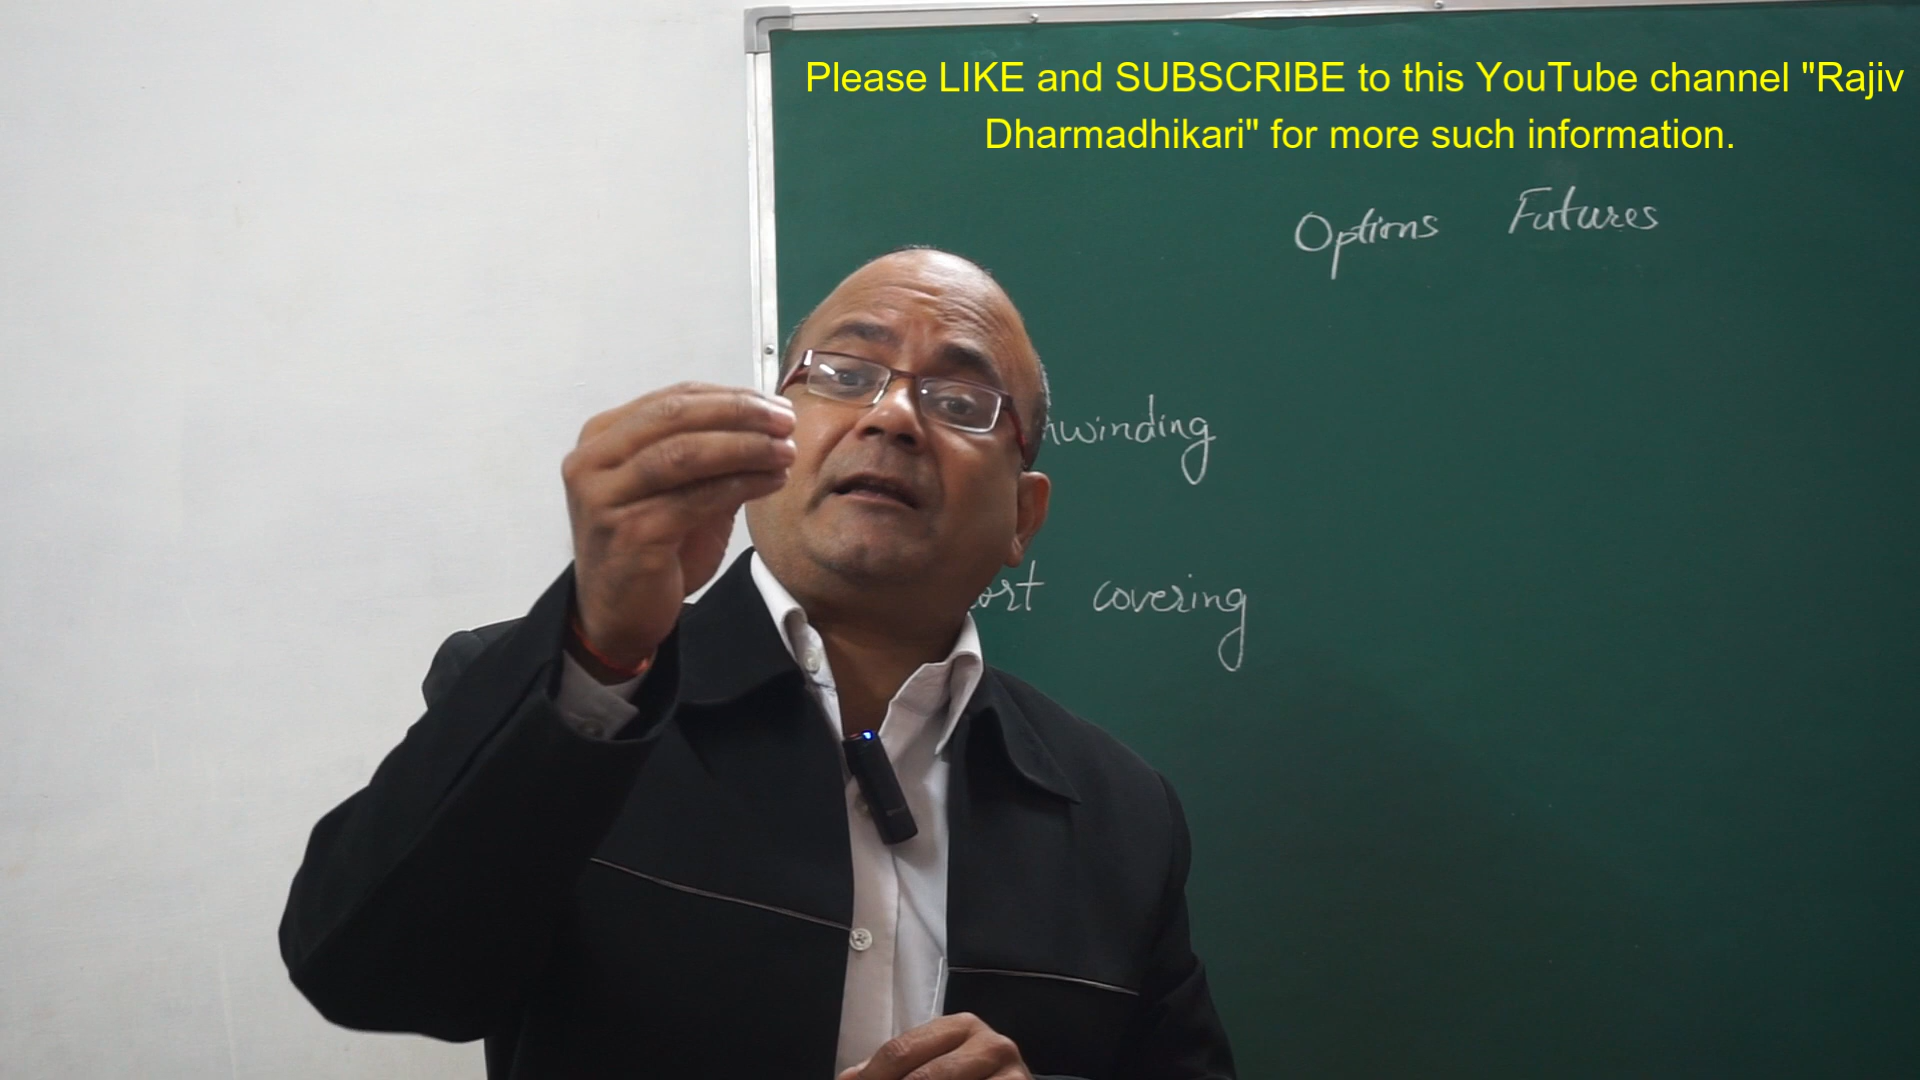 Please LIKE and SUBSCRIBE to this YouTube channel "Rajiv
Dharmadhikari" for more such information.
Options Futures
covering